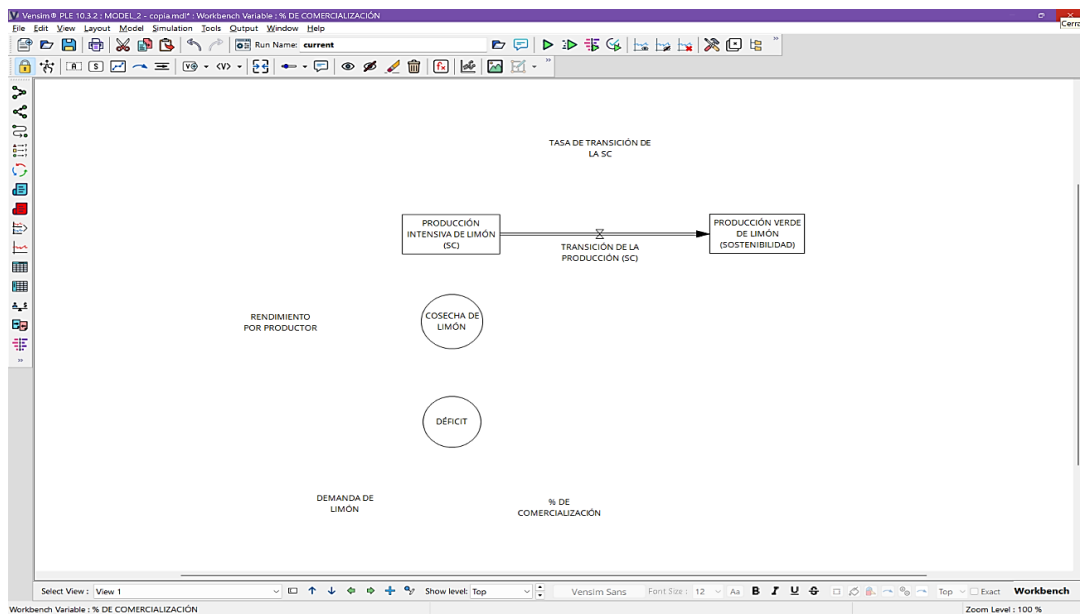 Vensim® PLE 10.3.2 : MODEL_2 - copia.mdl* : Workbench Variable : % DE COMERCIALIZACIÓN
File Edit View Layout Model Simulation Tools Output Window Help
Cerra
Run Name: current
TASA DE TRANSICIÓN DE
LA SC
PRODUCCIÓN
INTENSIVA DE LIMÓN
(SC)
TRANSICIÓN DE LA
PRODUCCIÓN (SC)
PRODUCCIÓN VERDE
DE LIMÓN
(SOSTENIBILIDAD)
RENDIMIENTO
POR PRODUCTOR
COSECHA DE
LIMÓN
DÉFICIT
DEMANDA DE
LIMÓN
% DE
COMERCIALIZACIÓN
Select View : View 1 Show level: Top Vensim Sans Font Size : 12 Aa B I U S Top Exact Workbench
Workbench Variable : % DE COMERCIALIZACIÓN Zoom Level : 100 %